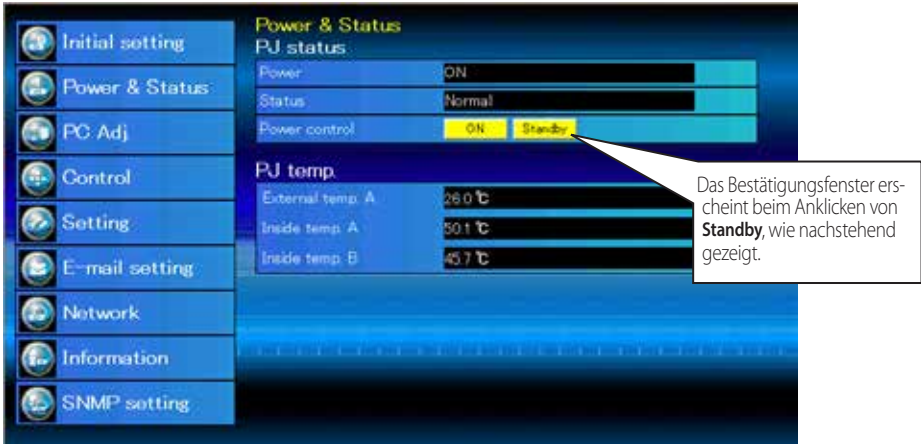 Initial setting
Power & Status
PC Adj.
Control
Setting
E-mail setting
Network
Information
SNMP setting
Power & Status
PJ status
Power ON
Status Normal
Power control ON Standby
PJ temp.
External temp. A 26.0 ℃
Inside temp. A 50.1 ℃
Inside temp. B 45.7 ℃
Das Bestätigungsfenster ers-
cheint beim Anklicken von
Standby, wie nachstehend
gezeigt.